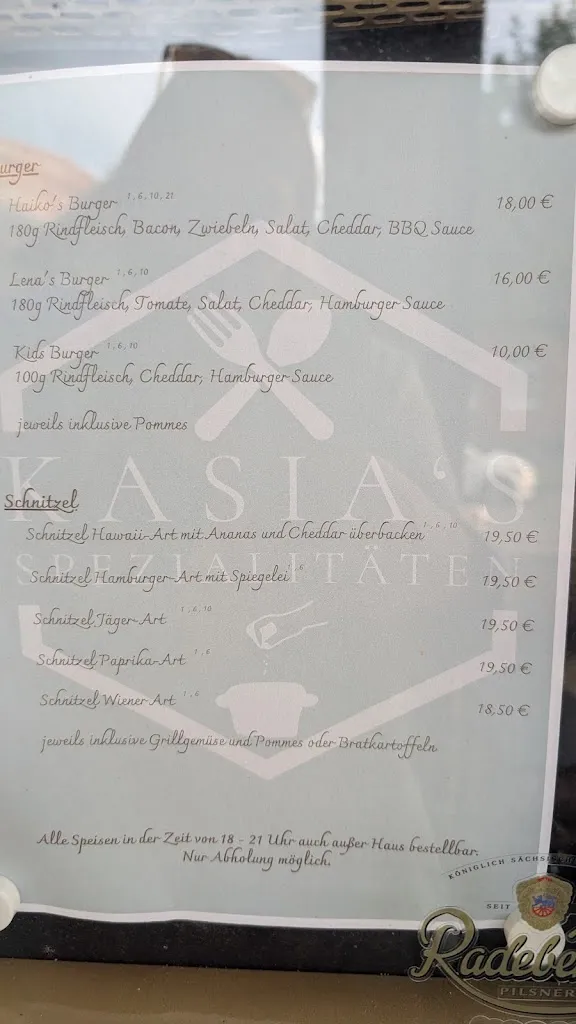 urger
Haiko's Burger 1, 6, 10, 21 18,00 €
180g Rindfleisch, Bacon, Zwiebeln, Salat, Cheddar, BBQ Sauce
Lena's Burger 1, 6, 10 16,00 €
180g Rindfleisch, Tomate, Salat, Cheddar, Hamburger Sauce
Kids Burger 1, 6, 10 10,00 €
100g Rindfleisch, Cheddar, Hamburger Sauce
jeweils inklusive Pommes
KASIA'S
Schnitzel
Schnitzel Hawaii-Art mit Ananas und Cheddar überbacken 1, 6, 10 19,50 €
SPEZIALITÄTEN
Schnitzel Hamburger-Art mit Spiegelei 1, 6 19,50 €
Schnitzel Jäger-Art 1, 6, 10 19,50 €
Schnitzel Paprika-Art 1, 6 19,50 €
Schnitzel Wiener-Art 1, 6 18,50 €
jeweils inklusive Grillgemüse und Pommes oder Bratkartoffeln
Alle Speisen in der Zeit von 18 - 21 Uhr auch außer Haus bestellbar.
Nur Abholung möglich.
KÖNIGLICH SÄCHS
SEIT
Radebe
PILSNER